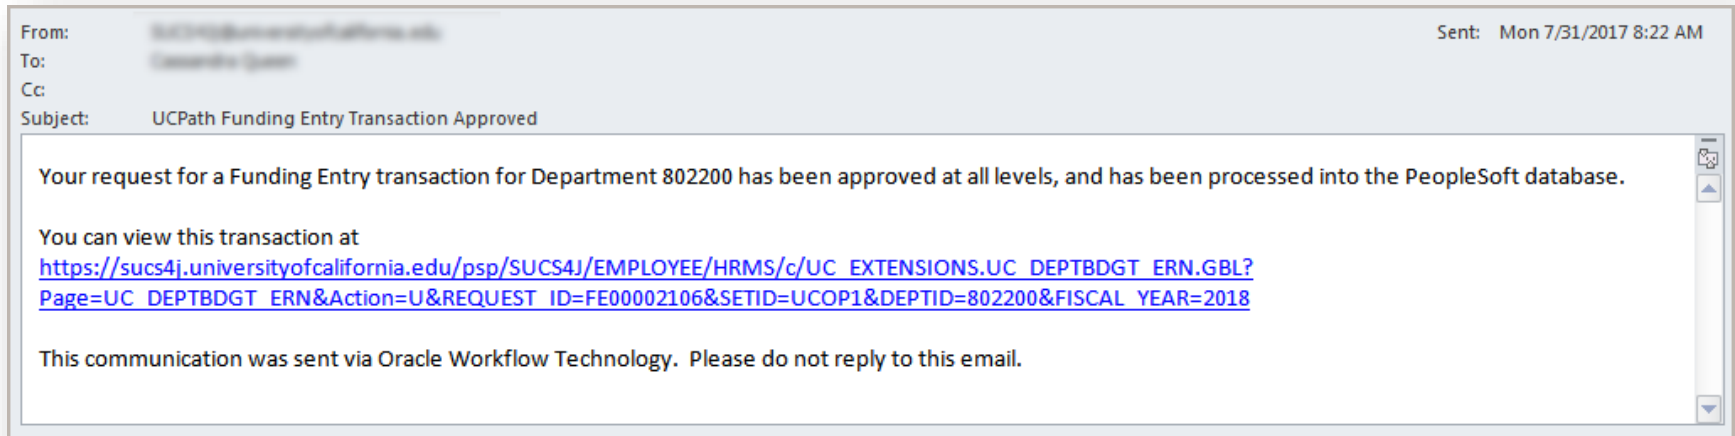 From: Sent: Mon 7/31/2017 8:22 AM
To:
Cc:
Subject: UCPath Funding Entry Transaction Approved
Your request for a Funding Entry transaction for Department 802200 has been approved at all levels, and has been processed into the PeopleSoft database.
You can view this transaction at
https://sucs4j.universityofcalifornia.edu/psp/SUCS4J/EMPLOYEE/HRMS/c/UC_EXTENSIONS.UC_DEPTBDGT_ERN.GBL?
Page=UC_DEPTBDGT_ERN&Action=U&REQUEST_ID=FE00002106&SETID=UCOP1&DEPTID=802200&FISCAL_YEAR=2018
This communication was sent via Oracle Workflow Technology.  Please do not reply to this email.